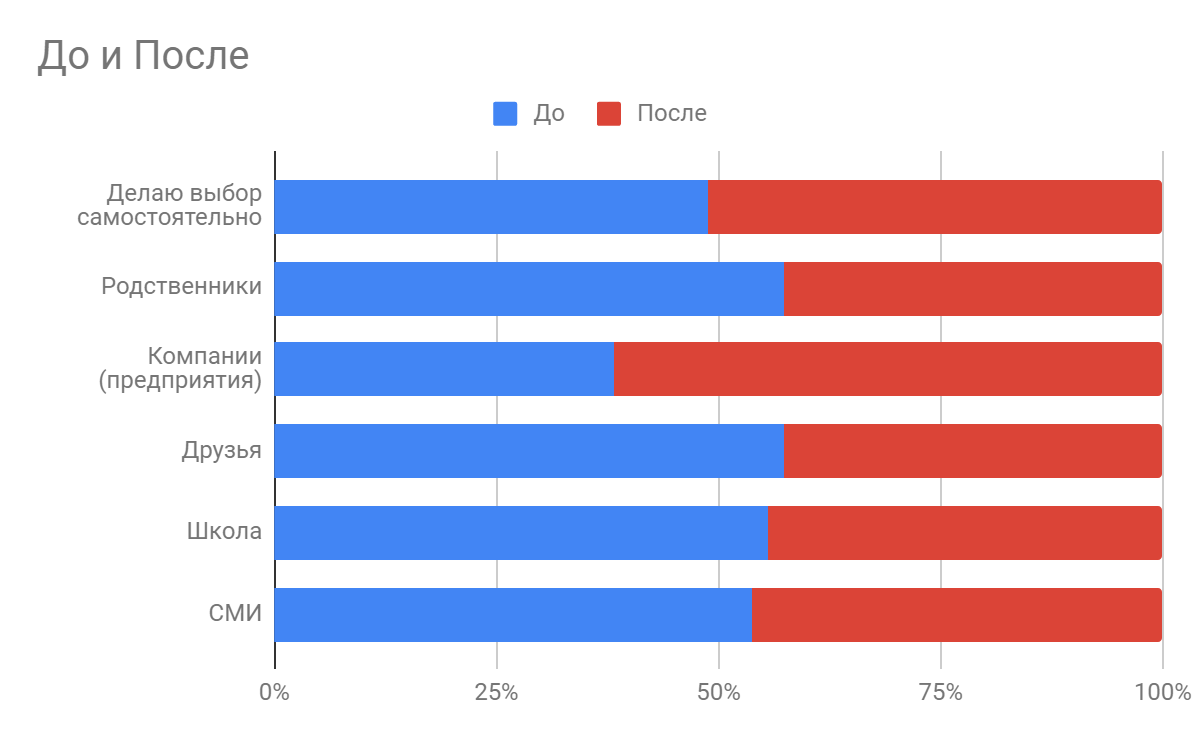 До и После
До
После
Делаю выбор
самостоятельно
Родственники
Компании
(предприятия)
Друзья
Школа
СМИ
0%
25%
50%
75%
100%